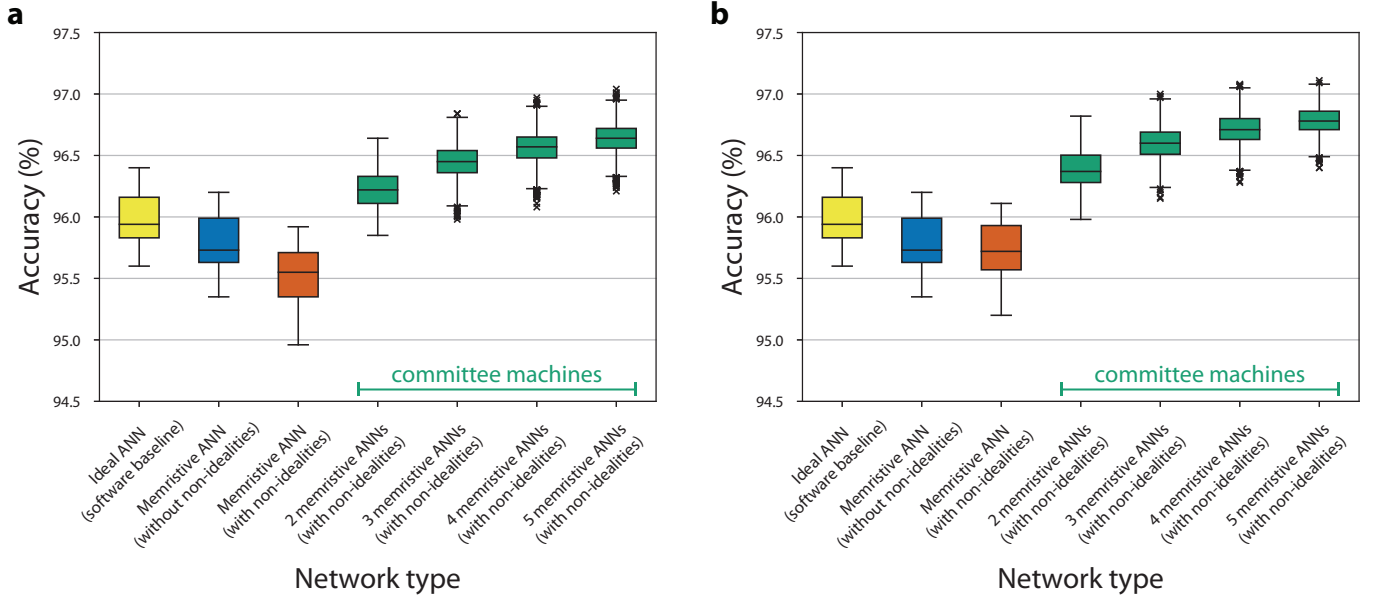 a
97.5
97.0
96.5
96.0
95.5
95.0
94.5
Accuracy (%)
committee machines
Ideal ANN
(software baseline)
Memristive ANN
(without non-idealities)
Memristive ANN
(with non-idealities)
2 memristive ANNs
(with non-idealities)
3 memristive ANNs
(with non-idealities)
4 memristive ANNs
(with non-idealities)
5 memristive ANNs
(with non-idealities)
Network type
b
97.5
97.0
96.5
96.0
95.5
95.0
94.5
Accuracy (%)
committee machines
Ideal ANN
(software baseline)
Memristive ANN
(without non-idealities)
Memristive ANN
(with non-idealities)
2 memristive ANNs
(with non-idealities)
3 memristive ANNs
(with non-idealities)
4 memristive ANNs
(with non-idealities)
5 memristive ANNs
(with non-idealities)
Network type